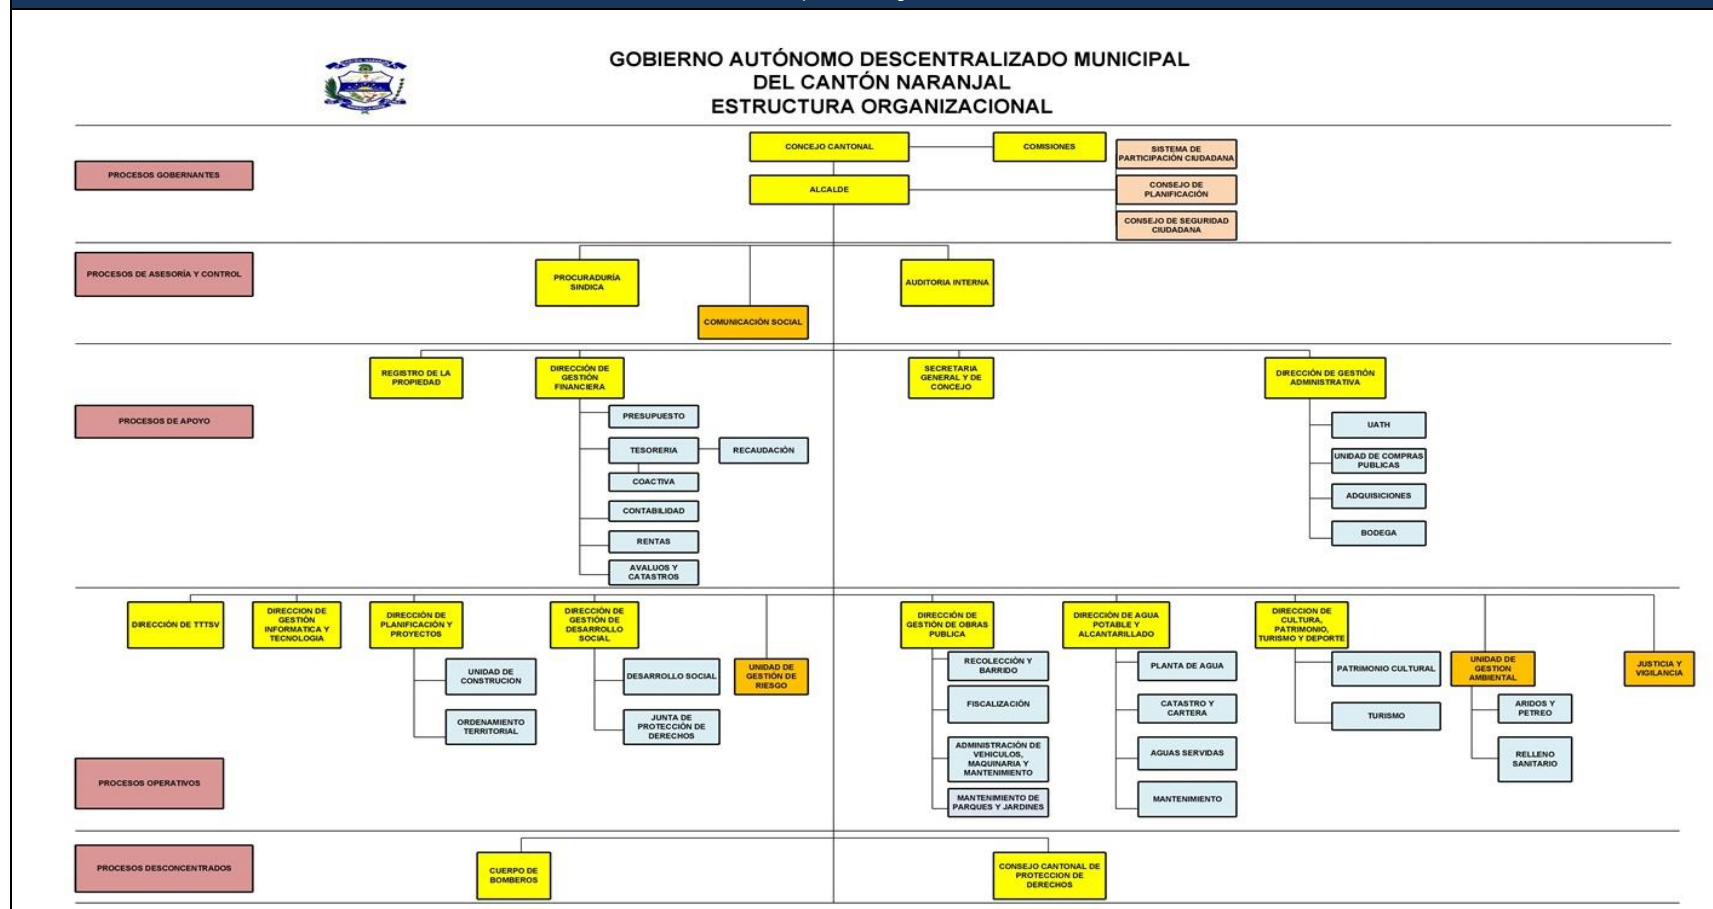 GOBIERNO AUTÓNOMO DESCENTRALIZADO MUNICIPAL
DEL CANTÓN NARANJAL
ESTRUCTURA ORGANIZACIONAL
PROCESOS GOBERNANTES
CONCEJO CANTONAL
COMISIONES
SISTEMA DE
PARTICIPACIÓN CIUDADANA
ALCALDE
CONSEJO DE
PLANIFICACIÓN
CONSEJO DE SEGURIDAD
CIUDADANA
PROCESOS DE ASESORÍA Y CONTROL
PROCURADURÍA
SINDICA
AUDITORIA INTERNA
COMUNICACIÓN SOCIAL
PROCESOS DE APOYO
REGISTRO DE LA
PROPIEDAD
DIRECCIÓN DE
GESTIÓN
FINANCIERA
PRESUPUESTO
TESORERIA
RECAUDACIÓN
COACTIVA
CONTABILIDAD
RENTAS
AVALUOS Y
CATASTROS
SECRETARIA
GENERAL Y DE
CONCEJO
DIRECCIÓN DE GESTIÓN
ADMINISTRATIVA
UATH
UNIDAD DE COMPRAS
PUBLICAS
ADQUISICIONES
BODEGA
PROCESOS OPERATIVOS
DIRECCIÓN DE TTTSV
DIRECCION DE
GESTIÓN
INFORMATICA Y
TECNOLOGIA
DIRECCIÓN DE
PLANIFICACIÓN Y
PROYECTOS
UNIDAD DE
CONSTRUCION
ORDENAMIENTO
TERRITORIAL
DIRECCIÓN DE
GESTIÓN DE
DESARROLLO
SOCIAL
DESARROLLO SOCIAL
JUNTA DE
PROTECCIÓN DE
DERECHOS
UNIDAD DE
GESTIÓN DE
RIESGO
DIRECCIÓN DE
GESTIÓN DE OBRAS
PUBLICA
RECOLECCIÓN Y
BARRIDO
FISCALIZACIÓN
ADMINISTRACIÓN DE
VEHICULOS,
MAQUINARIA Y
MANTENIMIENTO
MANTENIMIENTO DE
PARQUES Y JARDINES
DIRECCIÓN DE AGUA
POTABLE Y
ALCANTARILLADO
PLANTA DE AGUA
CATASTRO Y
CARTERA
AGUAS SERVIDAS
MANTENIMIENTO
DIRECCION DE
CULTURA,
PATRIMONIO,
TURISMO Y DEPORTE
PATRIMONIO CULTURAL
TURISMO
UNIDAD DE
GESTION
AMBIENTAL
ARIDOS Y
PETREO
RELLENO
SANITARIO
JUSTICIA Y
VIGILANCIA
PROCESOS DESCONCENTRADOS
CUERPO DE
BOMBEROS
CONSEJO CANTONAL DE
PROTECCION DE
DERECHOS